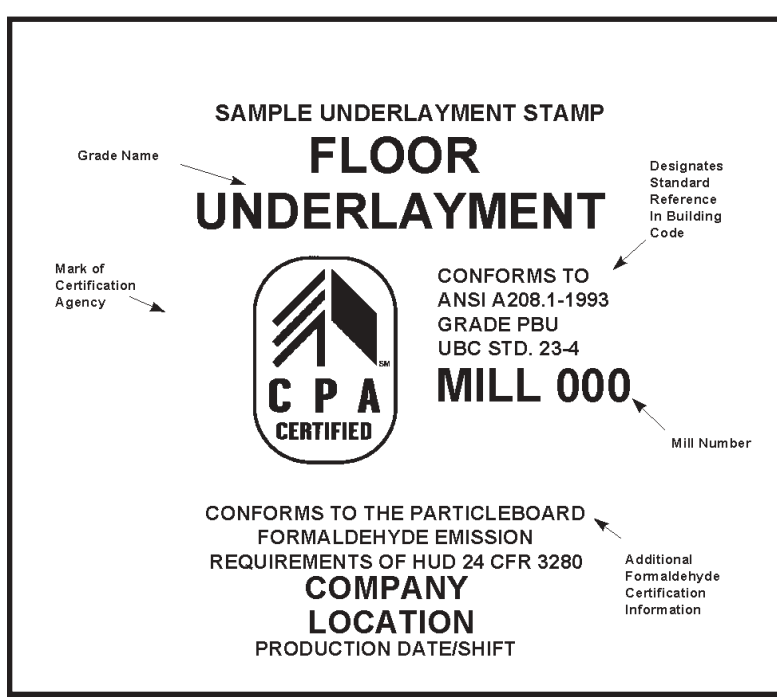 SAMPLE UNDERLAYMENT STAMP
FLOOR
UNDERLAYMENT
Grade Name
Designates
Standard
Reference
In Building
Code
Mark of
Certification
Agency
SM
C P A
CERTIFIED
CONFORMS TO
ANSI A208.1-1993
GRADE PBU
UBC STD. 23-4
MILL 000
Mill Number
CONFORMS TO THE PARTICLEBOARD
FORMALDEHYDE EMISSION
REQUIREMENTS OF HUD 24 CFR 3280
COMPANY
LOCATION
PRODUCTION DATE/SHIFT
Additional
Formaldehyde
Certification
Information